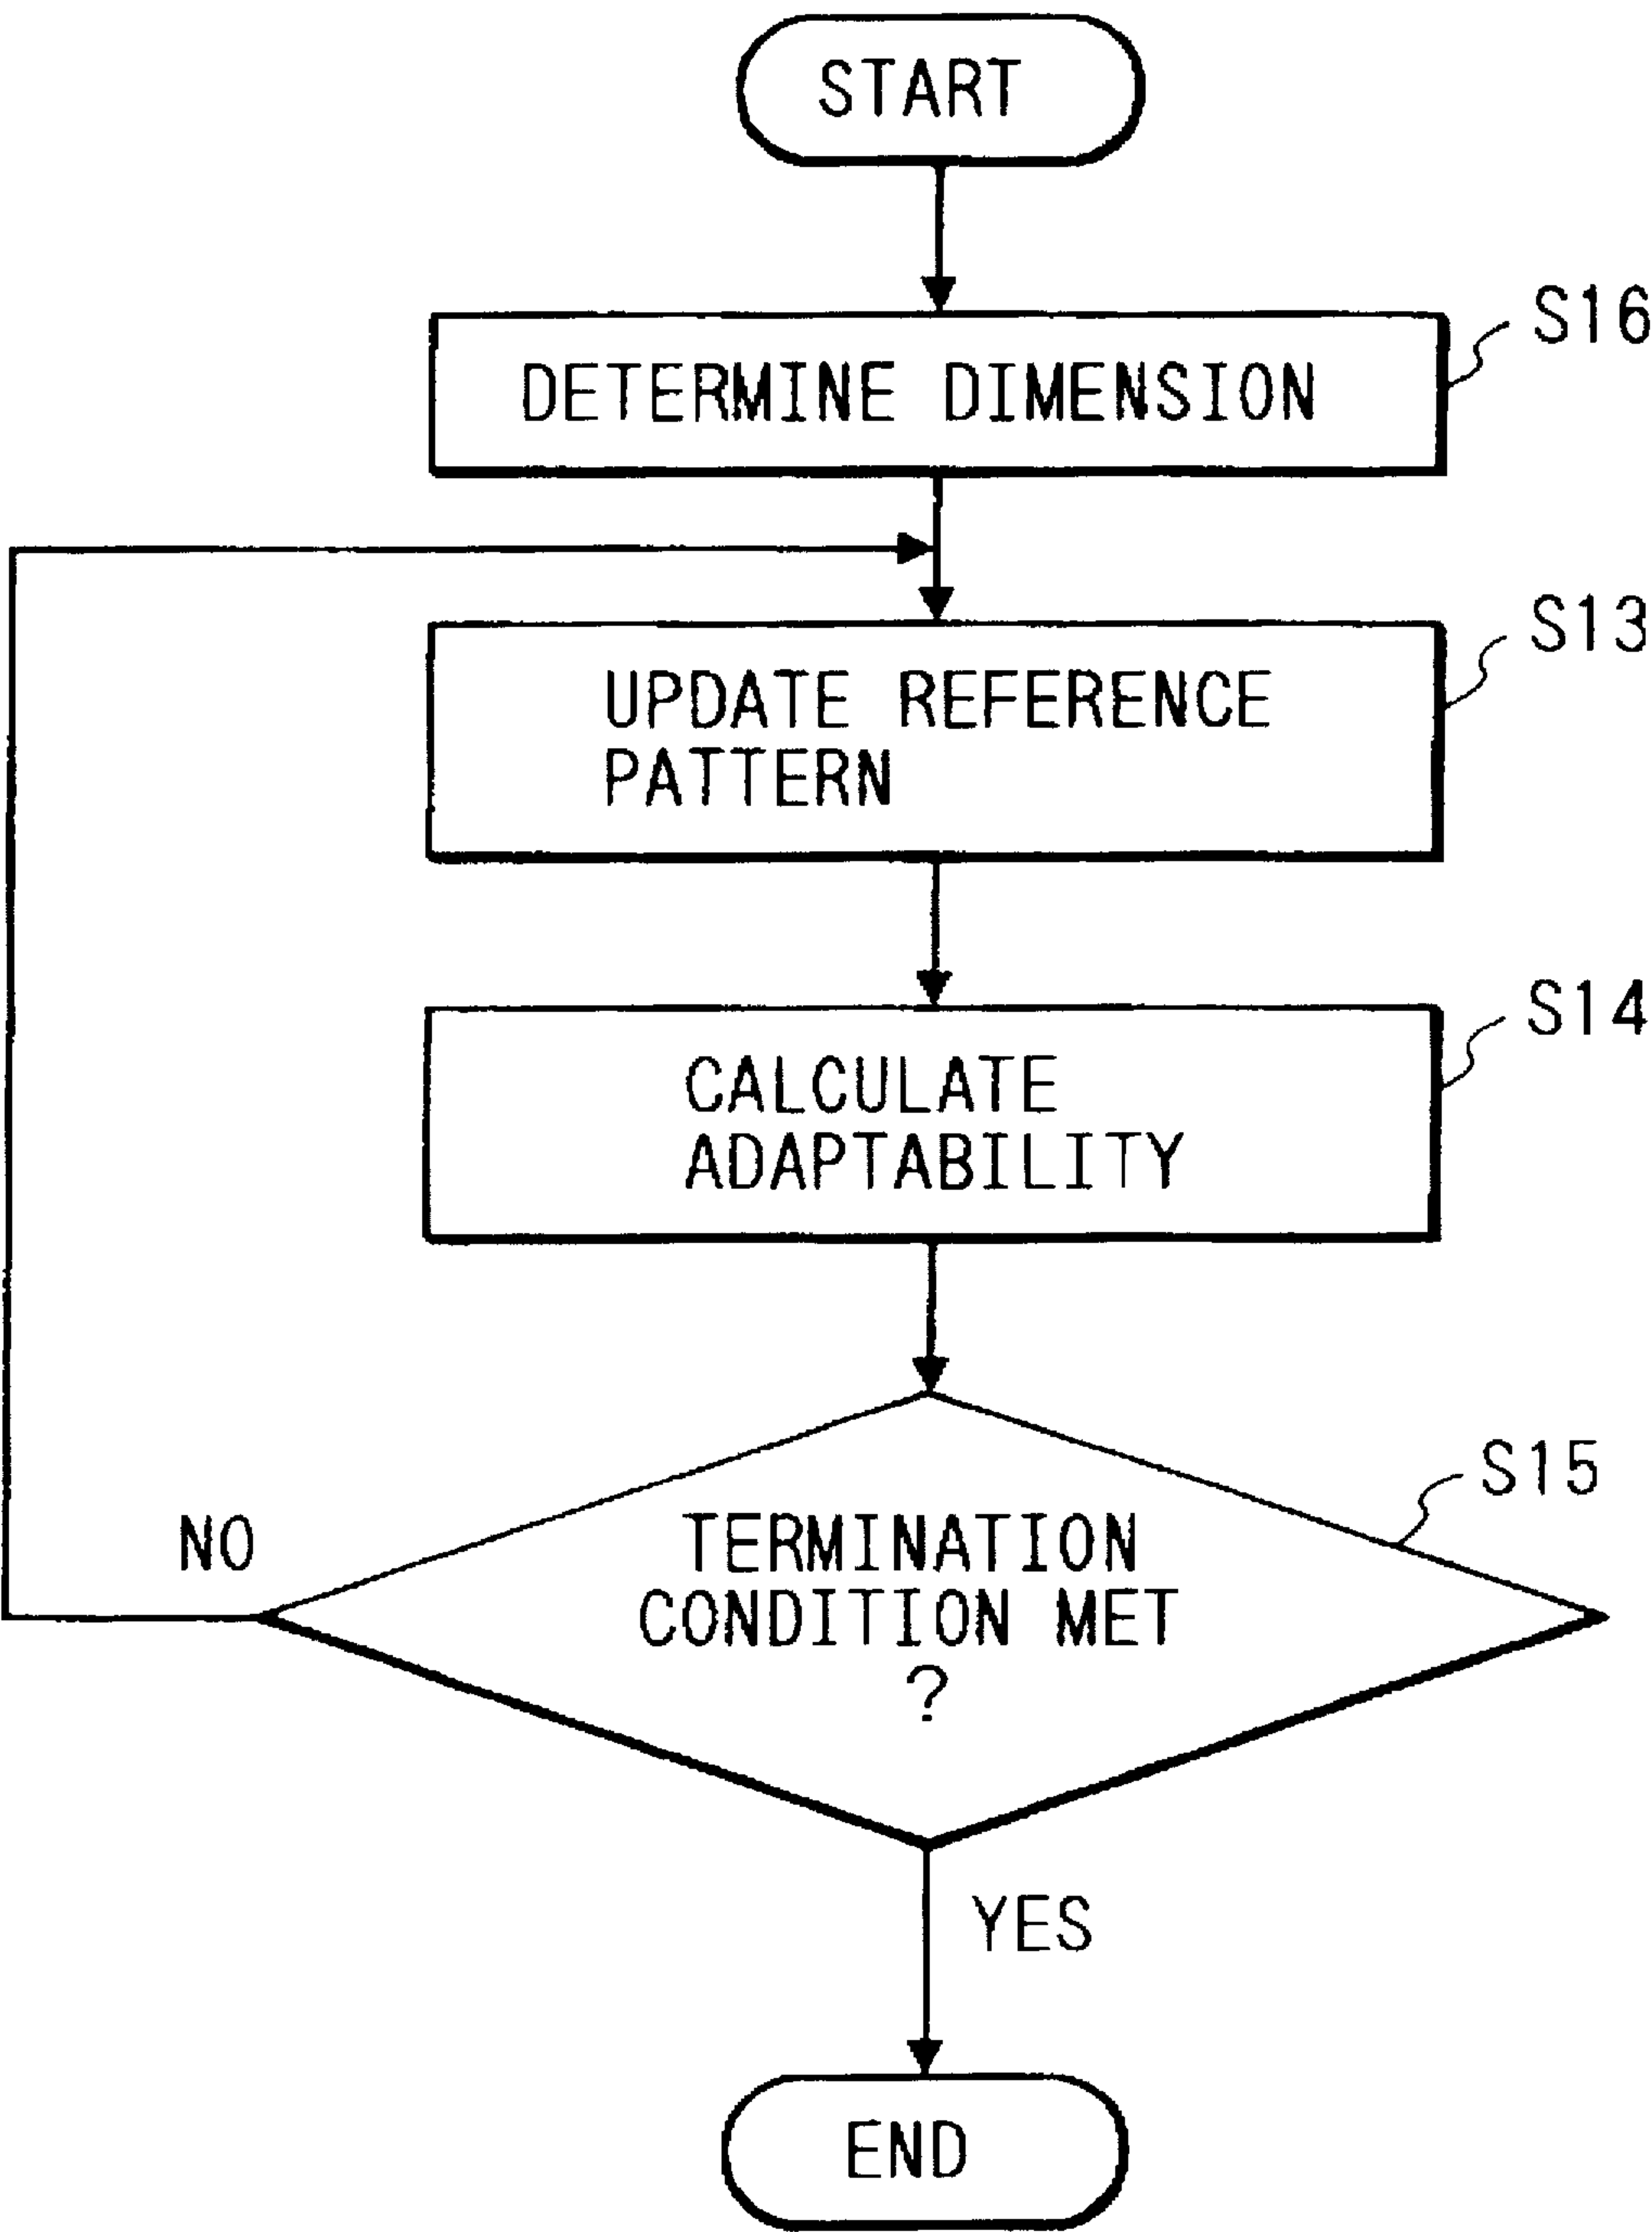 START
S16
DETERMINE DIMENSION
S13
UPDATE REFERENCE
PATTERN
S14
CALCULATE
ADAPTABILITY
S15
NO
TERMINATION
CONDITION MET
?
YES
END